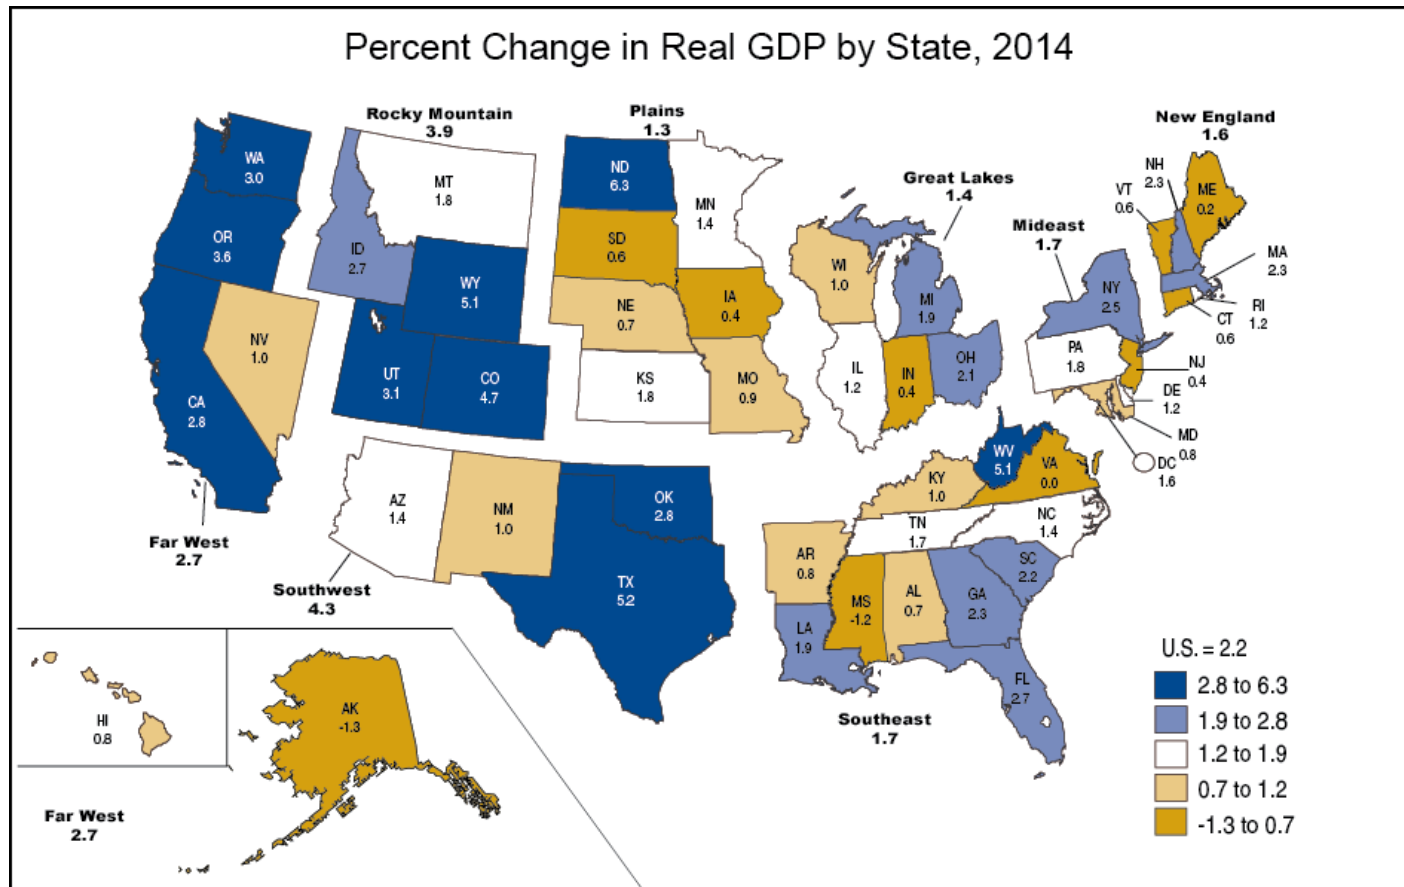 Percent Change in Real GDP by State, 2014
Rocky Mountain
3.9
Plains
1.3
New England
1.6
Great Lakes
1.4
Mideast
1.7
WA
3.0
OR
3.6
CA
2.8
NV
1.0
ID
2.7
MT
1.8
WY
5.1
UT
3.1
CO
4.7
ND
6.3
SD
0.6
NE
0.7
KS
1.8
MN
1.4
IA
0.4
MO
0.9
WI
1.0
IL
1.2
MI
1.9
IN
0.4
OH
2.1
NH
2.3
VT
0.6
ME
0.2
MA
2.3
RI
1.2
CT
0.6
NY
2.5
PA
1.8
NJ
0.4
DE
1.2
MD
0.8
DC
1.6
AZ
1.4
NM
1.0
OK
2.8
TX
5.2
WV
5.1
VA
0.0
KY
1.0
TN
1.7
NC
1.4
SC
2.2
AR
0.8
LA
1.9
MS
-1.2
AL
0.7
GA
2.3
FL
2.7
Far West
2.7
Southwest
4.3
Southeast
1.7
HI
0.8
AK
-1.3
Far West
2.7
U.S. = 2.2
2.8 to 6.3
1.9 to 2.8
1.2 to 1.9
0.7 to 1.2
-1.3 to 0.7